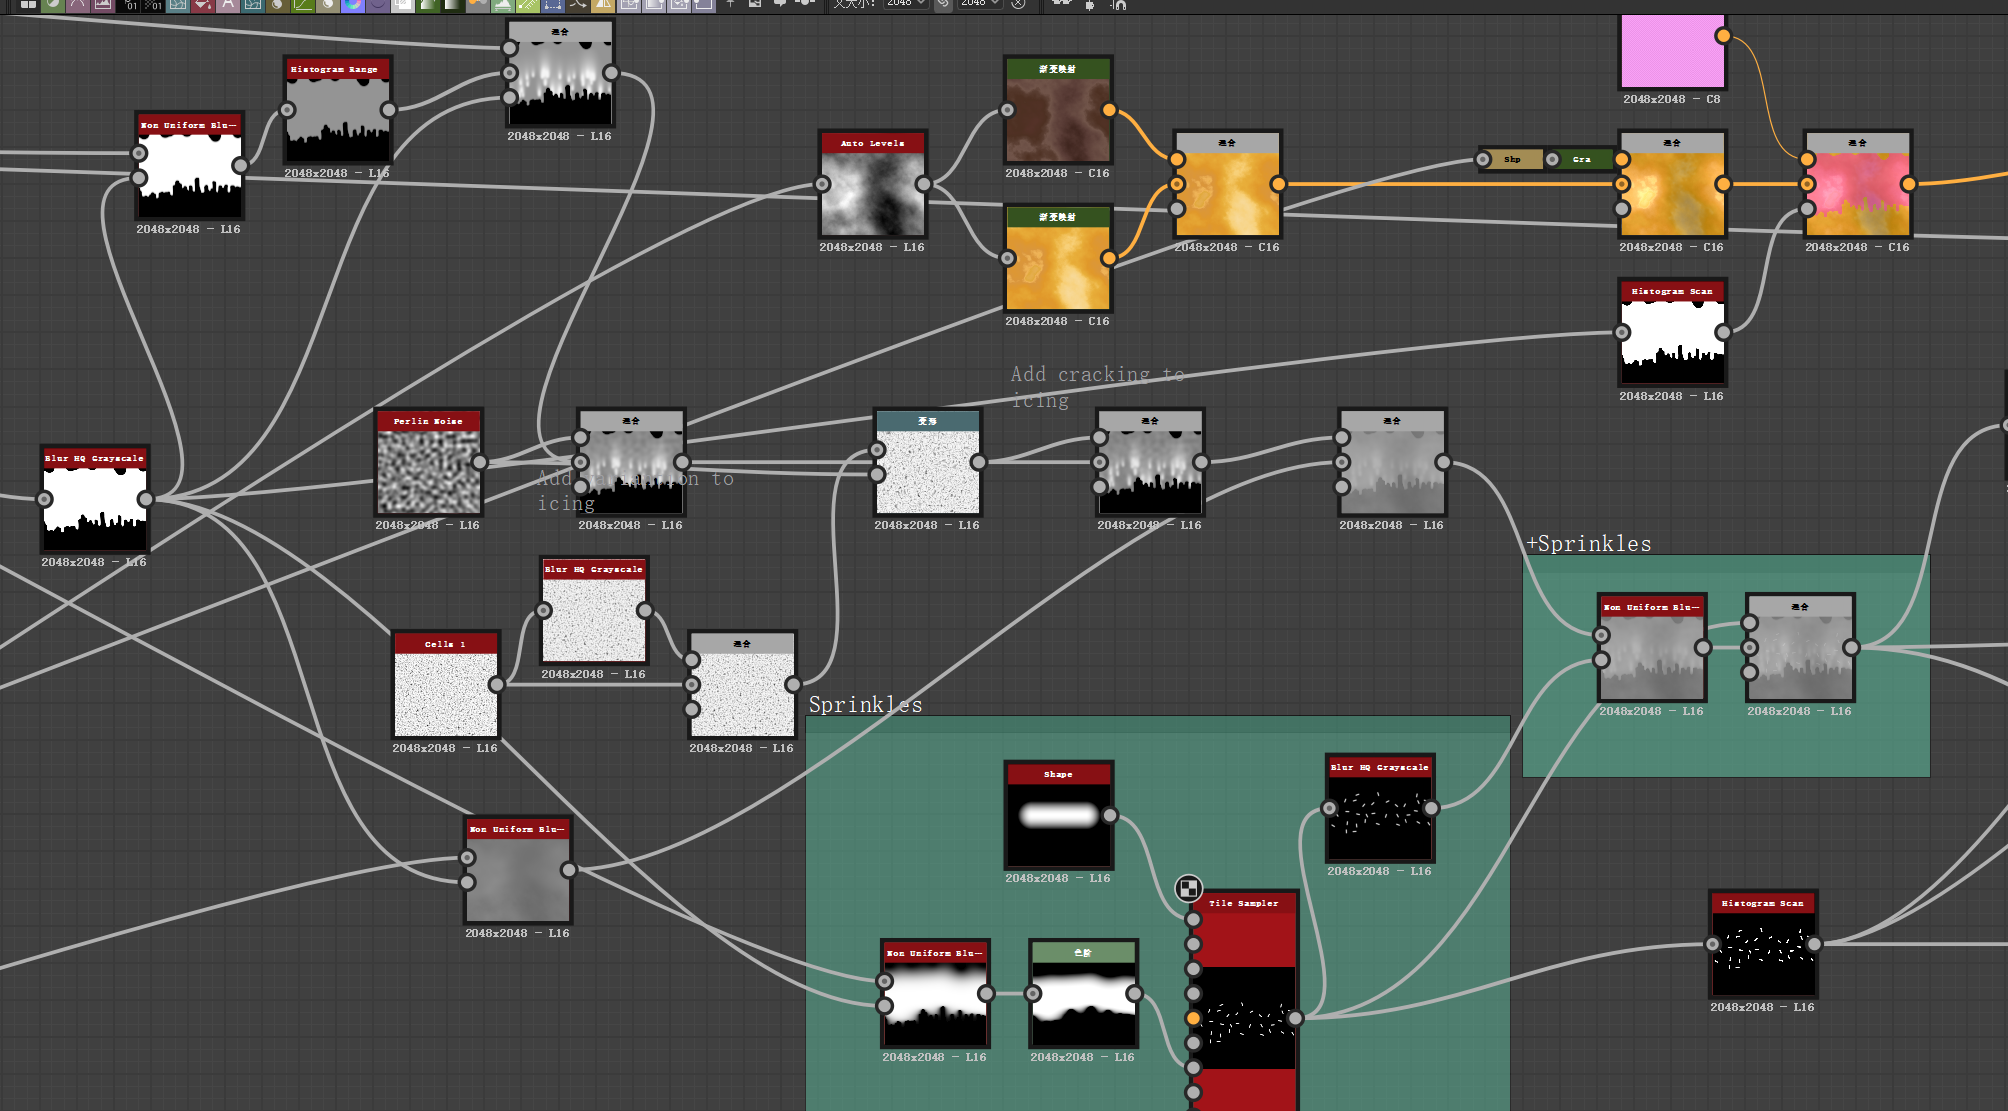 父大小: 2048 2048
混合
Histogram Range
2048x2048 - L16
2048x2048 - L16
Non Uniform Blu—
2048x2048 - L16
渐变映射
2048x2048 - C16
2048x2048 - C8
Auto Levels
2048x2048 - L16
混合
2048x2048 - C16
Shp
Gra
混合
2048x2048 - C16
混合
2048x2048 - C16
渐变映射
2048x2048 - C16
Histogram Scan
2048x2048 - L16
Add cracking to
icing
Blur HQ Grayscale
2048x2048 - L16
Perlin Noise
2048x2048 - L16
混合
2048x2048 - L16
Add variation to
icing
变形
2048x2048 - L16
混合
2048x2048 - L16
混合
2048x2048 - L16
+Sprinkles
Non Uniform Blu—
2048x2048 - L16
混合
2048x2048 - L16
Blur HQ Grayscale
2048x2048 - L16
Cells 1
2048x2048 - L16
混合
2048x2048 - L16
Sprinkles
Shape
2048x2048 - L16
Blur HQ Grayscale
2048x2048 - L16
Non Uniform Blu—
2048x2048 - L16
Tile Sampler
Histogram Scan
2048x2048 - L16
Non Uniform Blu—
2048x2048 - L16
色阶
2048x2048 - L16